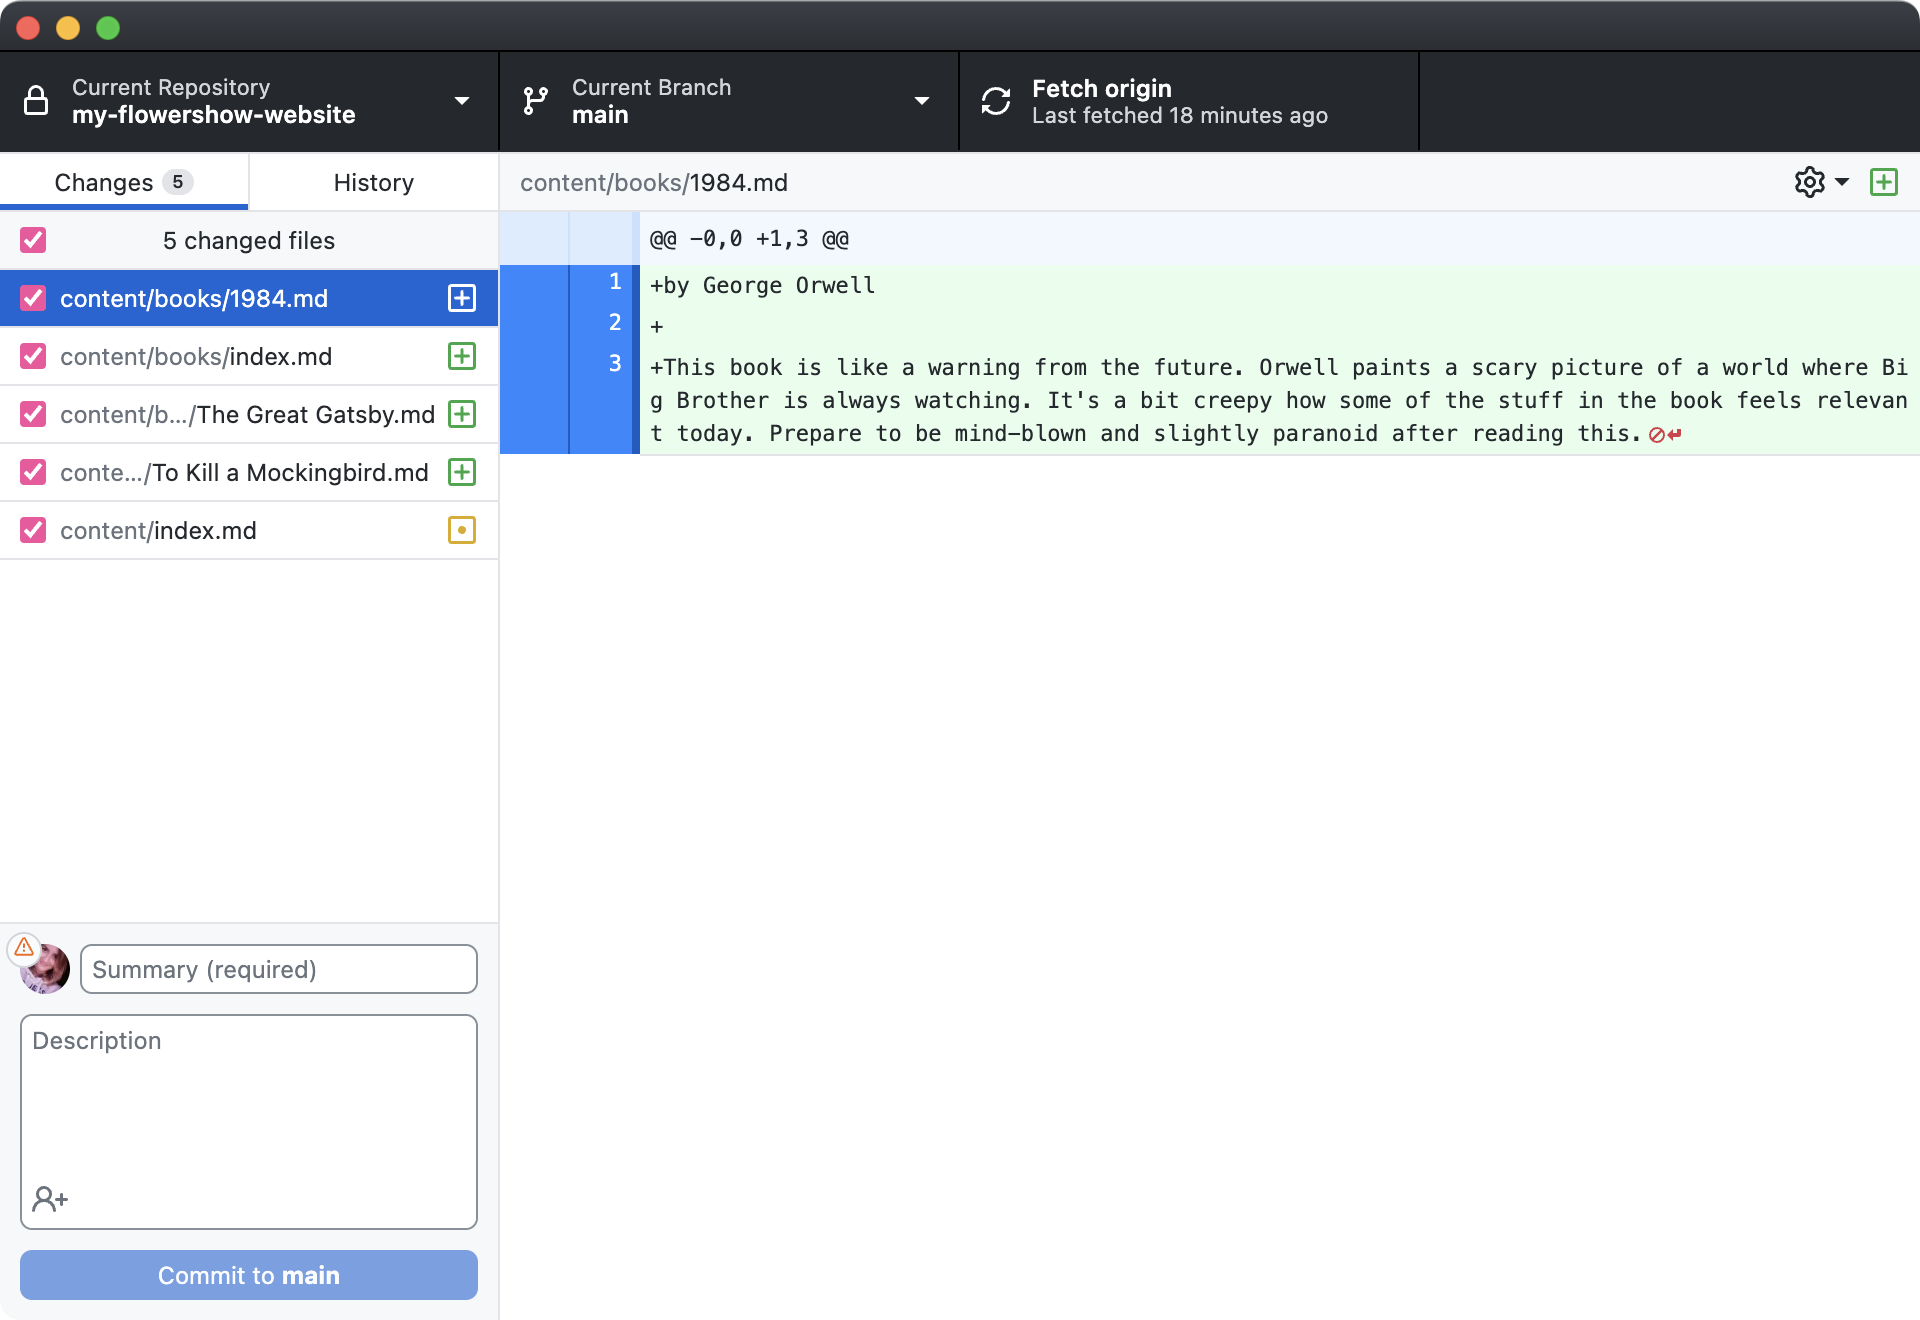 Current Repository
my-flowershow-website
Current Branch
main
Fetch origin
Last fetched 18 minutes ago
Changes 5
History
content/books/1984.md
5 changed files
content/books/1984.md
content/books/index.md
content/b.../The Great Gatsby.md
conte.../To Kill a Mockingbird.md
content/index.md
@@ -0,0 +1,3 @@
1 +by George Orwell
2 +
3 +This book is like a warning from the future. Orwell paints a scary picture of a world where Bi
g Brother is always watching. It's a bit creepy how some of the stuff in the book feels relevan
t today. Prepare to be mind-blown and slightly paranoid after reading this.
Summary (required)
Description
Commit to main